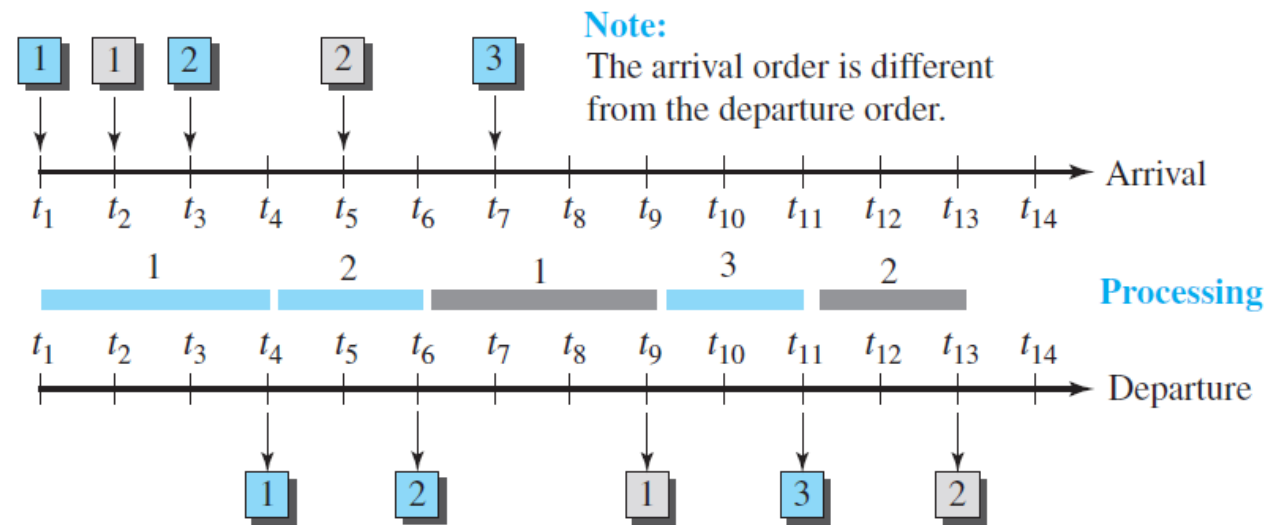 Note:
The arrival order is different
from the departure order.
1 1 2 2 3
Arrival
t1 t2 t3 t4 t5 t6 t7 t8 t9 t10 t11 t12 t13 t14
1 2 1 3 2
Processing
t1 t2 t3 t4 t5 t6 t7 t8 t9 t10 t11 t12 t13 t14
Departure
1 2 1 3 2